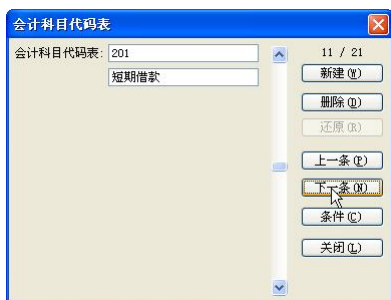 会计科目代码表
会计科目代码表: 201
短期借款
11 / 21
新建(W)
删除(D)
还原(R)
上一条(P)
下一条(N)
条件(C)
关闭(L)